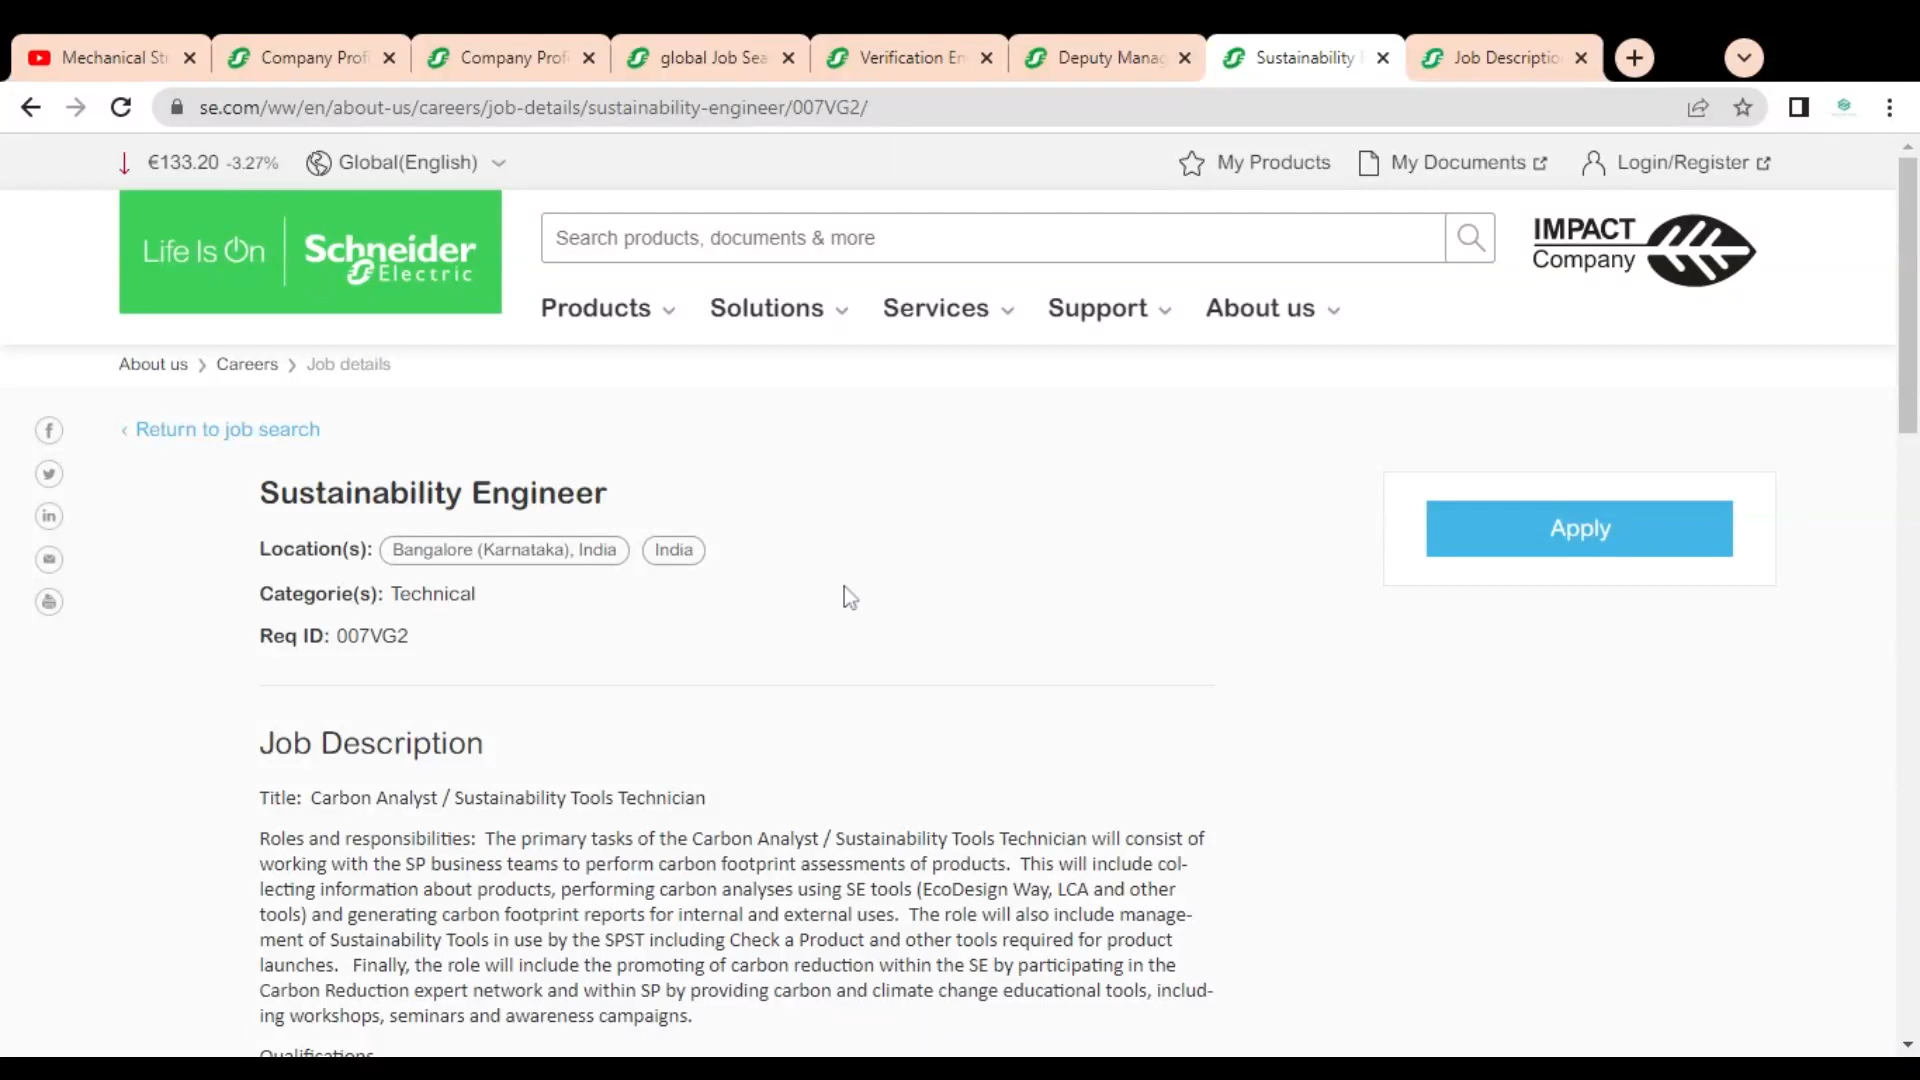 Mechanical St
Company Prof
Company Prof
global Job Sea
Verification En
Deputy Manag
Sustainability
Job Descriptio
se.com/ww/en/about-us/careers/job-details/sustainability-engineer/007VG2/
€133.20 -3.27%
Global(English)
My Products
My Documents
Login/Register
Life Is On
Schneider
Electric
Search products, documents & more
IMPACT
Company
Products
Solutions
Services
Support
About us
About us
Careers
Job details
Return to job search
Sustainability Engineer
Apply
Location(s): Bangalore (Karnataka), India India
Categorie(s): Technical
Req ID: 007VG2
Job Description
Title: Carbon Analyst / Sustainability Tools Technician
Roles and responsibilities: The primary tasks of the Carbon Analyst / Sustainability Tools Technician will consist of
working with the SP business teams to perform carbon footprint assessments of products. This will include col-
lecting information about products, performing carbon analyses using SE tools (EcoDesign Way, LCA and other
tools) and generating carbon footprint reports for internal and external uses. The role will also include manage-
ment of Sustainability Tools in use by the SPST including Check a Product and other tools required for product
launches. Finally, the role will include the promoting of carbon reduction within the SE by participating in the
Carbon Reduction expert network and within SP by providing carbon and climate change educational tools, includ-
ing workshops, seminars and awareness campaigns.
Qualifications